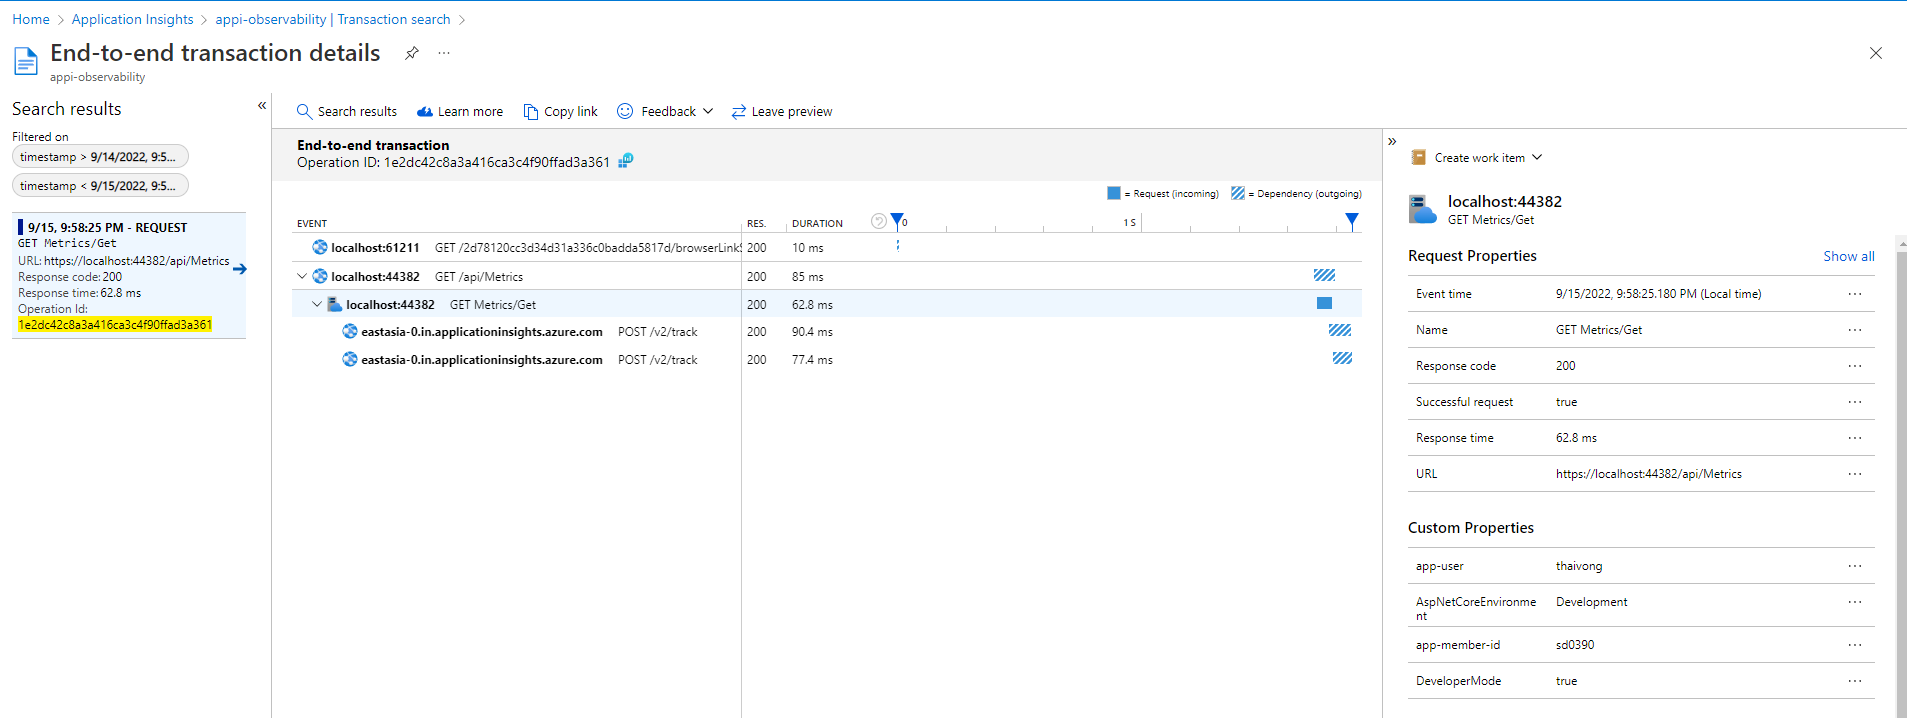 Home > Application Insights > appi-observability | Transaction search >
End-to-end transaction details
appi-observability
Search results
Filtered on
timestamp > 9/14/2022, 9:5...
timestamp < 9/15/2022, 9:5...
9/15, 9:58:25 PM - REQUEST
GET Metrics/Get
URL: https://localhost:44382/api/Metrics
Response code: 200
Response time: 62.8 ms
Operation Id:
1e2dc42c8a3a416ca3c4f90ffad3a361
Search results Learn more Copy link Feedback Leave preview
End-to-end transaction
Operation ID: 1e2dc42c8a3a416ca3c4f90ffad3a361
= Request (incoming) = Dependency (outgoing)
EVENT RES. DURATION 0 1 S
localhost:61211 GET /2d78120cc3d34d31a336c0badda5817d/browserLinkS 200 10 ms
localhost:44382 GET /api/Metrics 200 85 ms
localhost:44382 GET Metrics/Get 200 62.8 ms
eastasia-0.in.applicationinsights.azure.com POST /v2/track 200 90.4 ms
eastasia-0.in.applicationinsights.azure.com POST /v2/track 200 77.4 ms
Create work item
localhost:44382
GET Metrics/Get
Request Properties Show all
Event time 9/15/2022, 9:58:25.180 PM (Local time) ...
Name GET Metrics/Get ...
Response code 200 ...
Successful request true ...
Response time 62.8 ms ...
URL https://localhost:44382/api/Metrics ...
Custom Properties
app-user thaivong ...
AspNetCoreEnvironme
nt Development ...
app-member-id sd0390 ...
DeveloperMode true ...